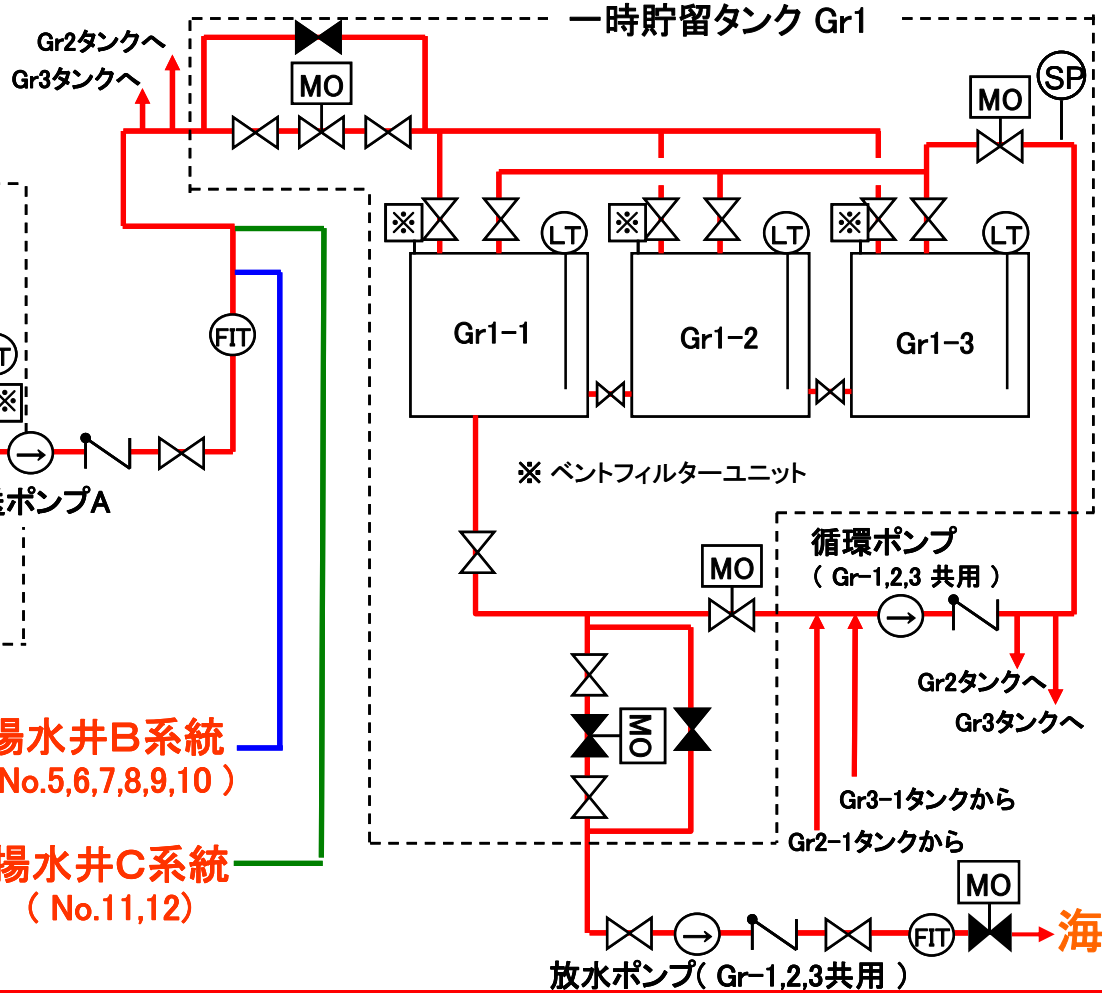 一時貯留タンク Gr1
Gr2タンクへ
Gr3タンクへ
MO
MO
SP
※
LT
※
LT
※
LT
Gr1-1
Gr1-2
Gr1-3
FIT
※
ポンプA
※ ベントフィルターユニット
循環ポンプ
( Gr-1,2,3 共用 )
MO
Gr2タンクへ
Gr3タンクへ
MO
揚水井B系統
No.5,6,7,8,9,10 )
Gr3-1タンクから
Gr2-1タンクから
揚水井C系統
( No.11,12)
MO
FIT
海
放水ポンプ( Gr-1,2,3共用 )